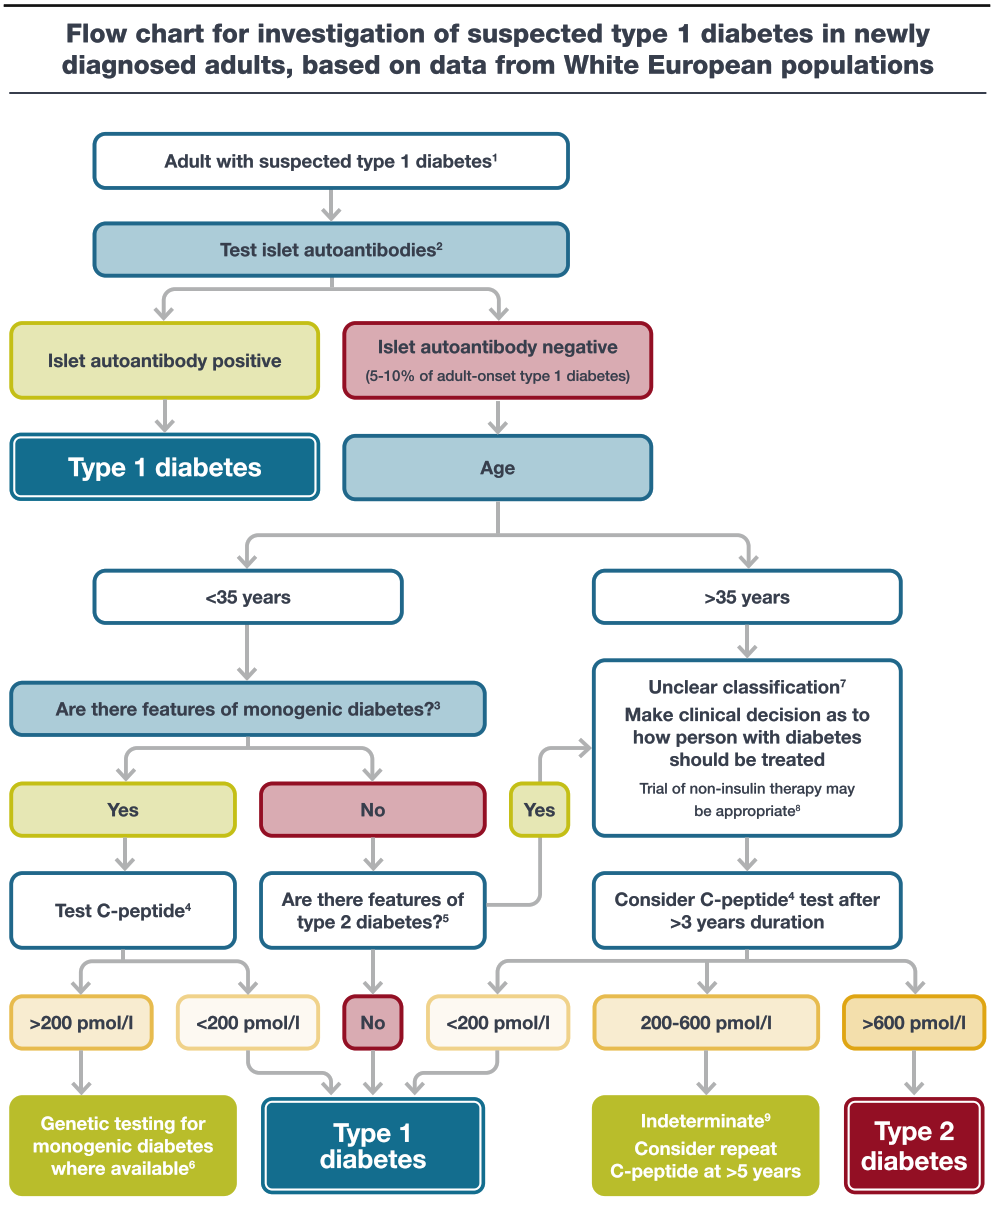 Flow chart for investigation of suspected type 1 diabetes in newly
diagnosed adults, based on data from White European populations
Adult with suspected type 1 diabetes¹
Test islet autoantibodies²
Islet autoantibody positive
Islet autoantibody negative
(5-10% of adult-onset type 1 diabetes)
Type 1 diabetes
Age
<35 years
>35 years
Are there features of monogenic diabetes?³
Unclear classification⁷
Make clinical decision as to
how person with diabetes
should be treated
Trial of non-insulin therapy may
be appropriate⁸
Yes
No
Yes
Test C-peptide⁴
Are there features of
type 2 diabetes?⁵
Consider C-peptide⁴ test after
>3 years duration
>200 pmol/l
<200 pmol/l
No
<200 pmol/l
200-600 pmol/l
>600 pmol/l
Genetic testing for
monogenic diabetes
where available⁶
Type 1
diabetes
Indeterminate⁹
Consider repeat
C-peptide at >5 years
Type 2
diabetes